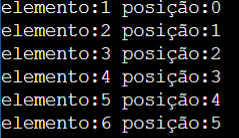 elemento:1 posição:0
elemento:2 posição:1
elemento:3 posição:2
elemento:4 posição:3
elemento:5 posição:4
elemento:6 posição:5